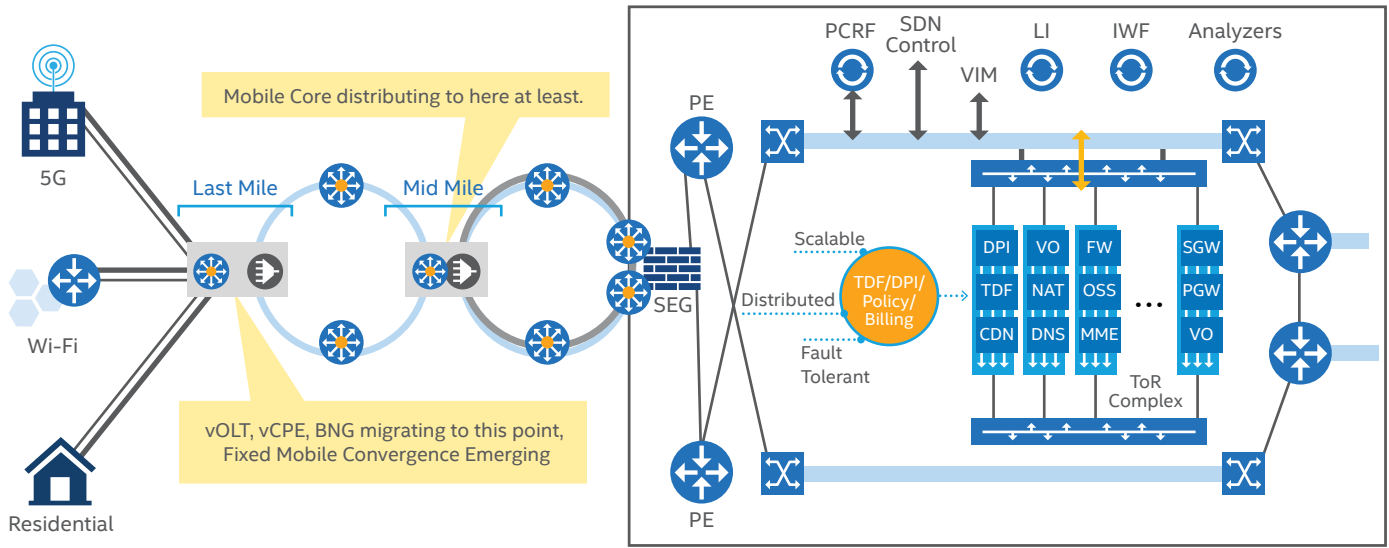 5G
Wi-Fi
Residential
Last Mile
Mid Mile
Mobile Core distributing to here at least.
vOLT, vCPE, BNG migrating to this point,
Fixed Mobile Convergence Emerging
SEG
PE
PE
PCRF
SDN
Control
VIM
LI
IWF
Analyzers
Scalable
Distributed
Fault
Tolerant
TDF/DPI/
Policy/
Billing
DPI
TDF
CDN
VO
NAT
DNS
FW
OSS
MME
...
SGW
PGW
VO
ToR
Complex